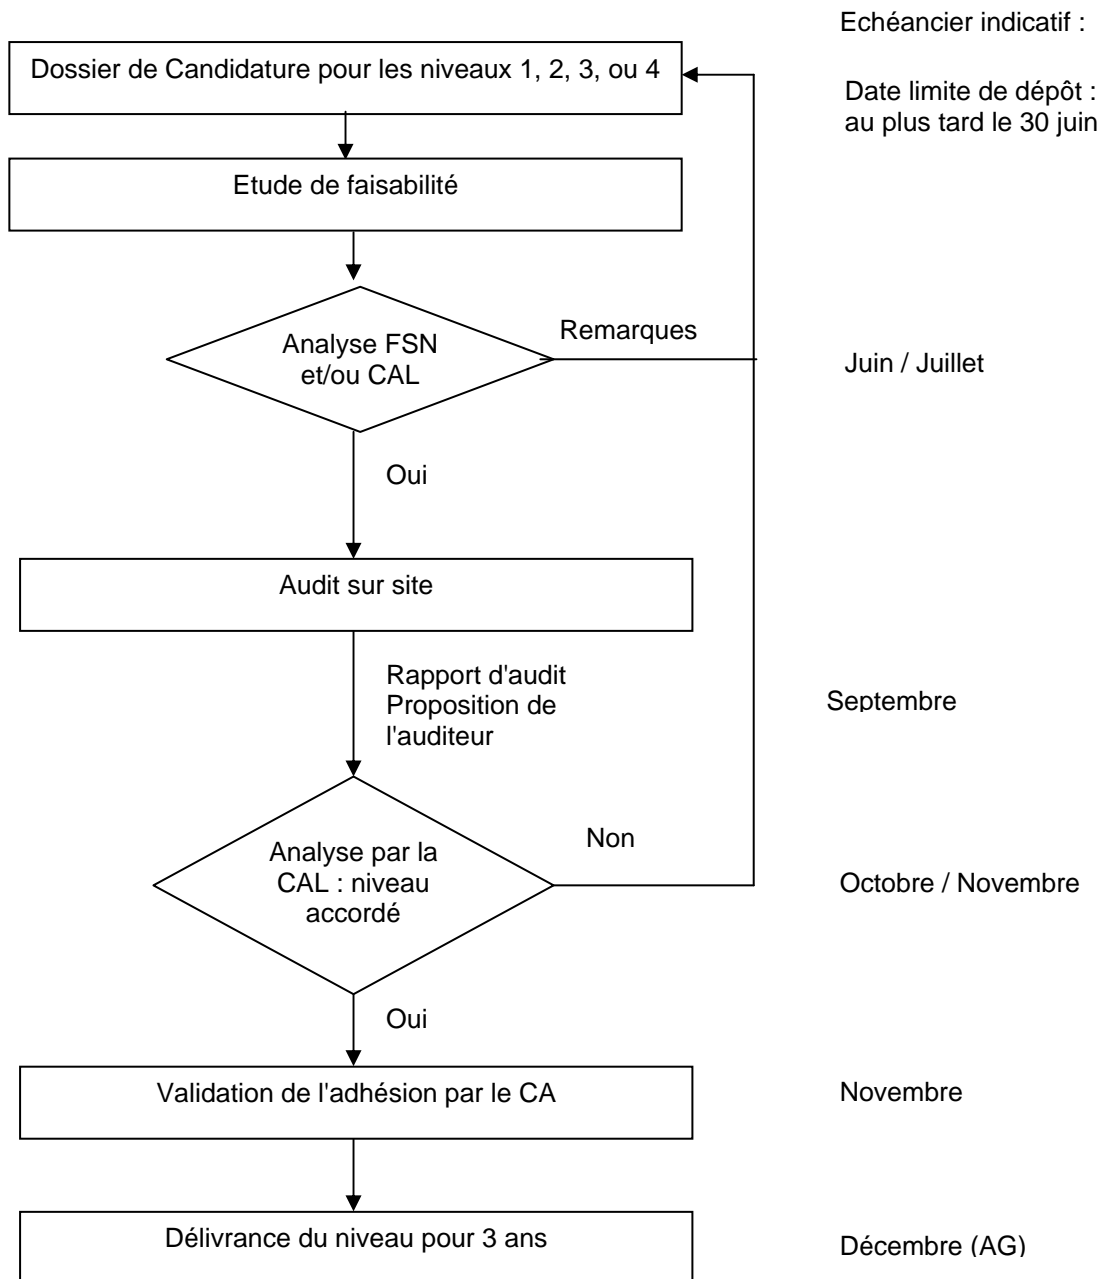 Echéancier indicatif :
Dossier de Candidature pour les niveaux 1, 2, 3, ou 4
Date limite de dépôt :
au plus tard le 30 juin
Etude de faisabilité
Analyse FSN
et/ou CAL
Remarques
Juin / Juillet
Oui
Audit sur site
Rapport d'audit
Proposition de
l'auditeur
Septembre
Analyse par la
CAL : niveau
accordé
Non
Octobre / Novembre
Oui
Validation de l'adhésion par le CA
Novembre
Délivrance du niveau pour 3 ans
Décembre (AG)